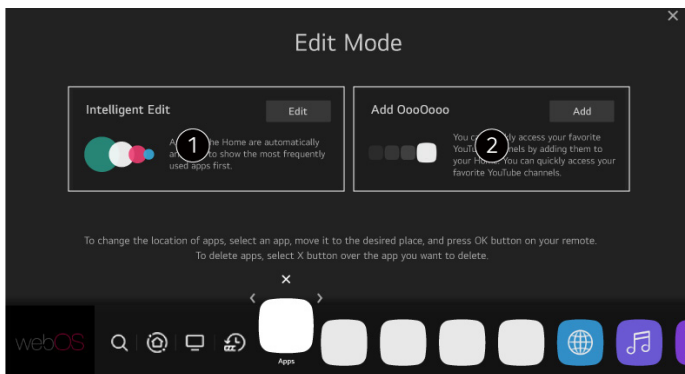 Edit Mode
Intelligent Edit
Edit
1
the Home are automatically
to show the most frequently
used apps first.
Add OooOooo
Add
2
You access your favorite
by adding them to
your Home. You can quickly access your
favorite YouTube channels.
To change the location of apps, select an app, move it to the desired place, and press OK button on your remote.
To delete apps, select X button over the app you want to delete.
webOS
Apps